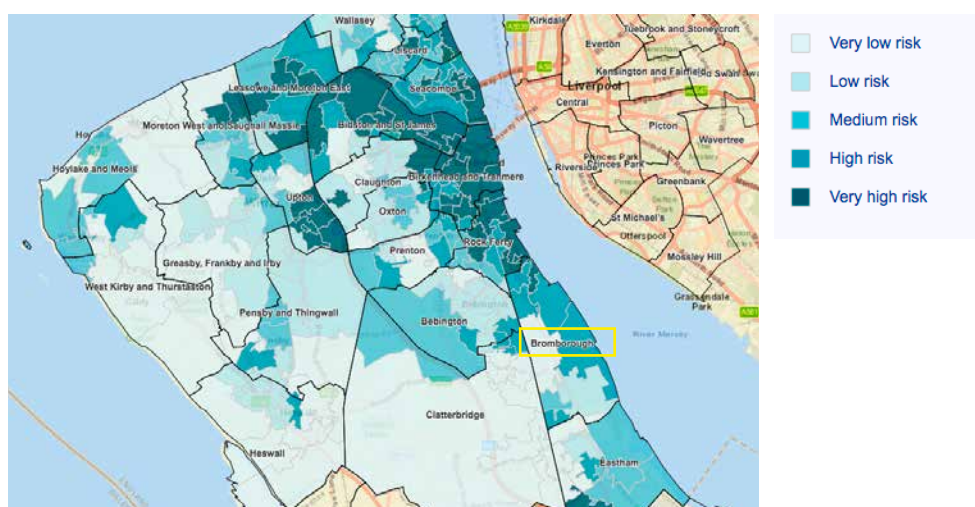 Wallasey
Liscard
Leasowe and Moreton East
Seacombe
Moreton West and Saughall Massie
Bidston and St James
Hoylake and Meols
Upton
Claughton
Birkenhead and Tranmere
Oxton
Prenton
Rock Ferry
Greasby, Frankby and Irby
West Kirby and Thurstaston
Pensby and Thingwall
Bebington
Bromborough
Clatterbridge
Heswall
Eastham
Kirkdale
Tuebrook and Stoneycroft
Everton
Kensington and Fairfield
Liverpool
Central
Picton
Wavertree
Riverside
Princes Park
Princes Park
Greenbank
St Michael's
Otterspool
Mossley Hill
Grassendale
Park
River Mersey
Very low risk
Low risk
Medium risk
High risk
Very high risk